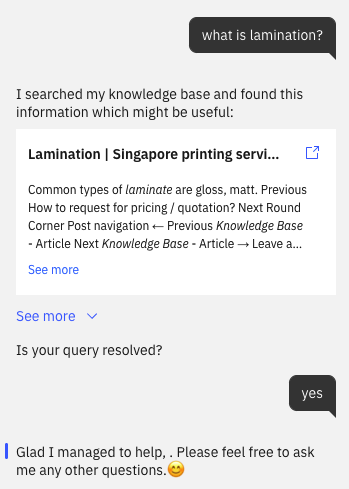 what is lamination?
I searched my knowledge base and found this
information which might be useful:
Lamination | Singapore printing servi...
Common types of laminate are gloss, matt. Previous
How to request for pricing / quotation? Next Round
Corner Post navigation ← Previous Knowledge Base
- Article Next Knowledge Base - Article → Leave a...
See more
See more
Is your query resolved?
yes
Glad I managed to help, . Please feel free to ask
me any other questions.😊